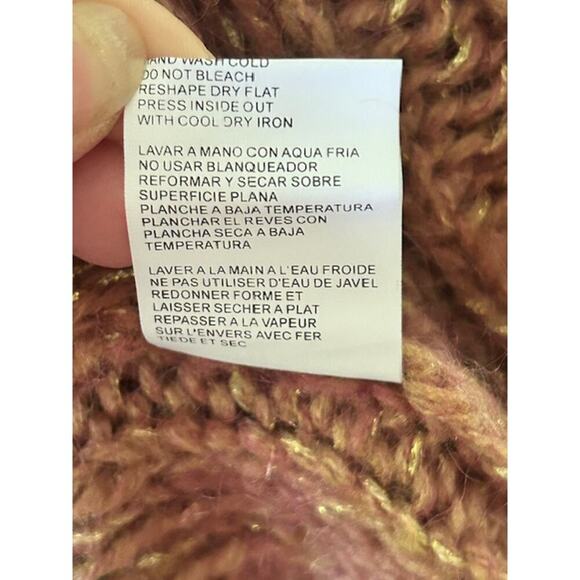 HAND WASH COLD
DO NOT BLEACH
RESHAPE DRY FLAT
PRESS INSIDE OUT
WITH COOL DRY IRON
LAVAR A MANO CON AQUA FRIA
NO USAR BLANQUEADOR
REFORMAR Y SECAR SOBRE
SUPERFICIE PLANA
PLANCHE A BAJA TEMPERATURA
PLANCHAR EL REVES CON
PLANCHA SECA A BAJA
TEMPERATURA
LAVER A LA MAIN A L'EAU FROIDE
NE PAS UTILISER D'EAU DE JAVEL
REDONNER FORME ET
LAISSER SECHER A PLAT
REPASSER A LA VAPEUR
SUR L'ENVERS AVEC FER
TIEDE ET SEC